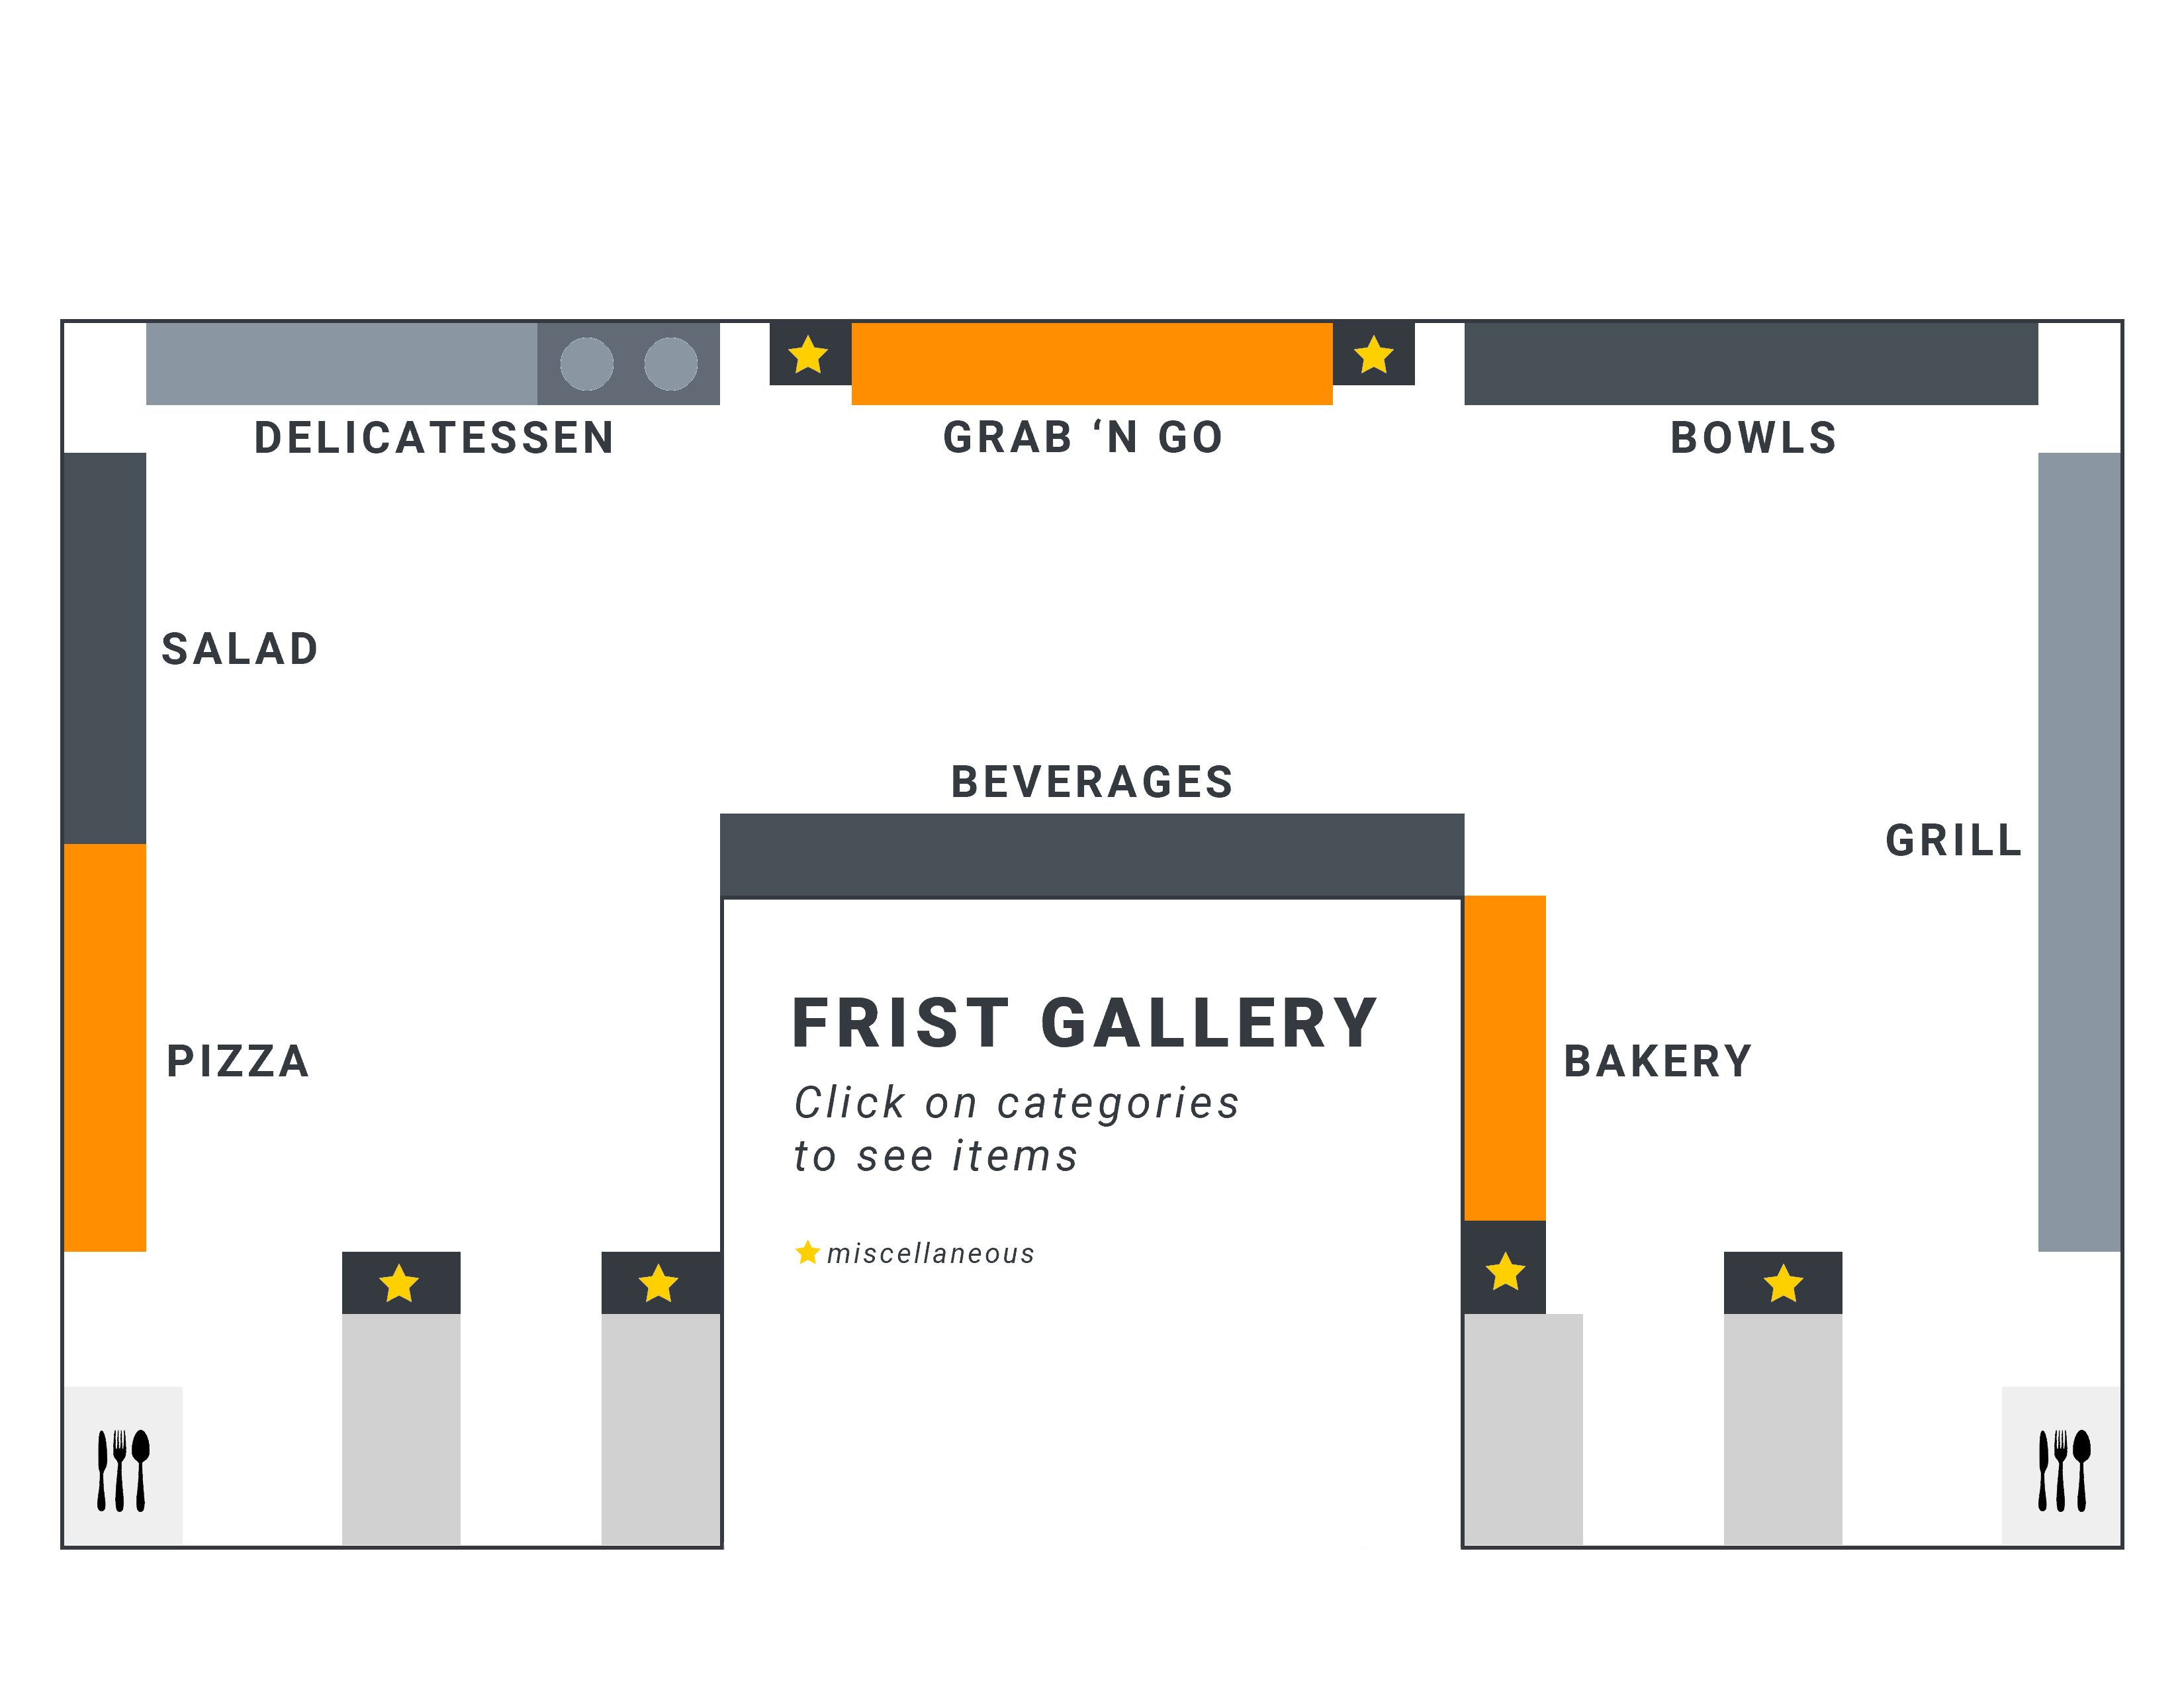 DELICATESSEN
GRAB ‘N GO
BOWLS
SALAD
BEVERAGES
GRILL
PIZZA
FRIST GALLERY
Click on categories
to see items
miscellaneous
BAKERY